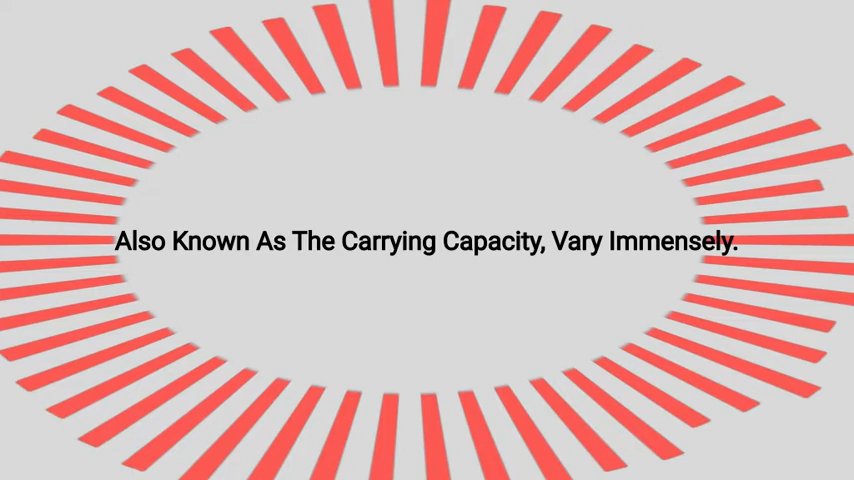 Also Known As The Carrying Capacity, Vary Immensely.